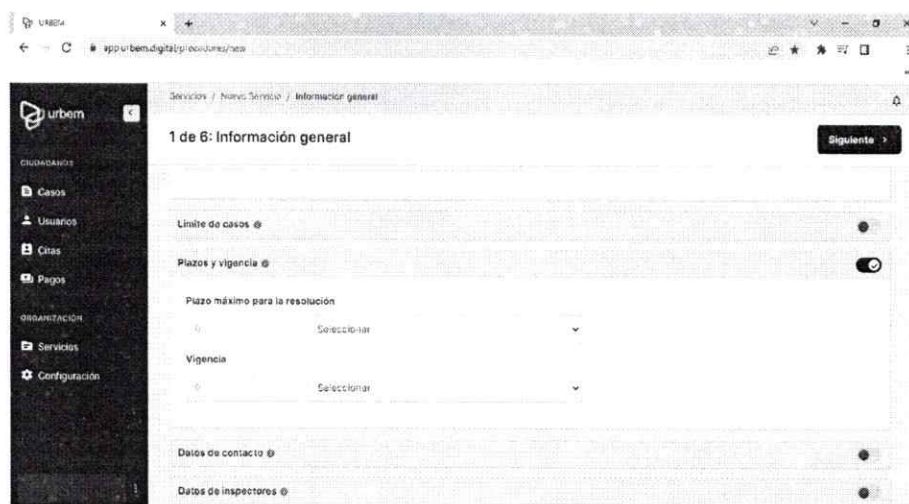 URBEM
app.urbem.digital/procedures/new
urbem
Servicios / Nuevo Servicio / Información general
1 de 6: Información general
Siguiente
CIUDADANOS
Casos
Usuarios
Citas
Pagos
ORGANIZACIÓN
Servicios
Configuración
Límite de casos
Plazos y vigencia
Plazo máximo para la resolución
0 Seleccionar
Vigencia
0 Seleccionar
Datos de contacto
Datos de inspectores